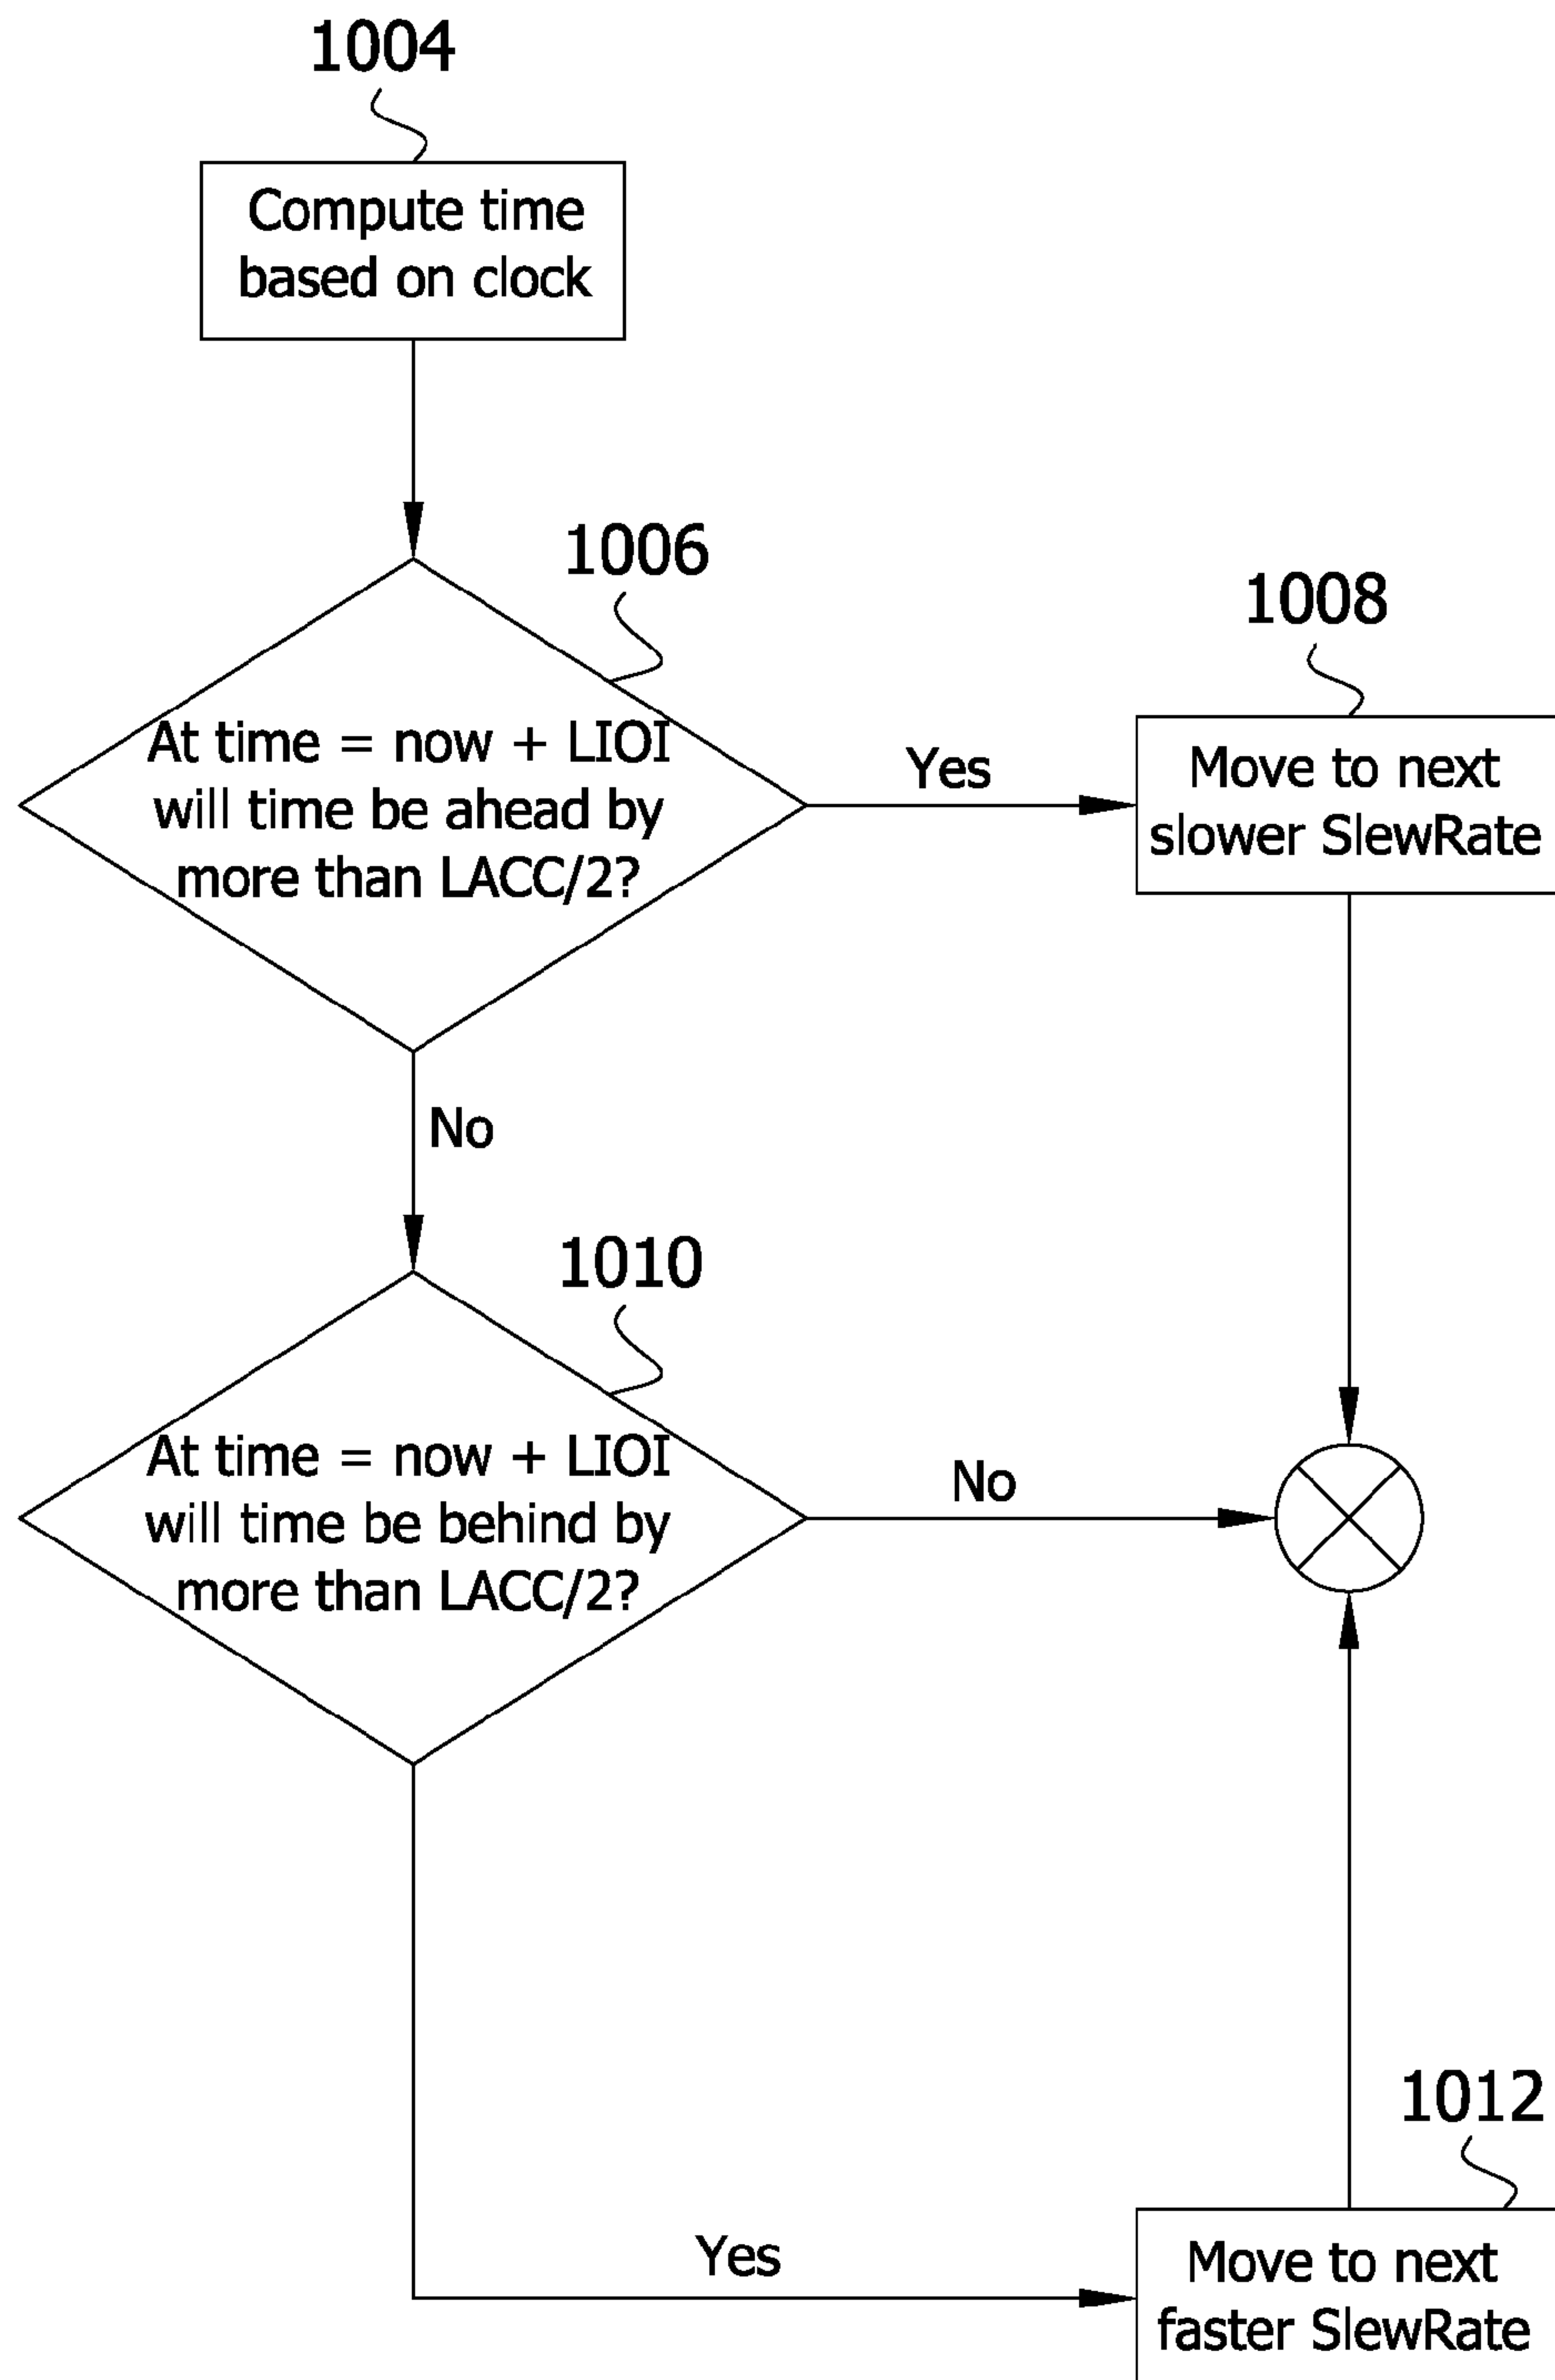 1004
Compute time
based on clock
1006
At time = now + LIOI
will time be ahead by
more than LACC/2?
Yes
1008
Move to next
slower SlewRate
No
1010
At time = now + LIOI
will time be behind by
more than LACC/2?
No
Yes
1012
Move to next
faster SlewRate